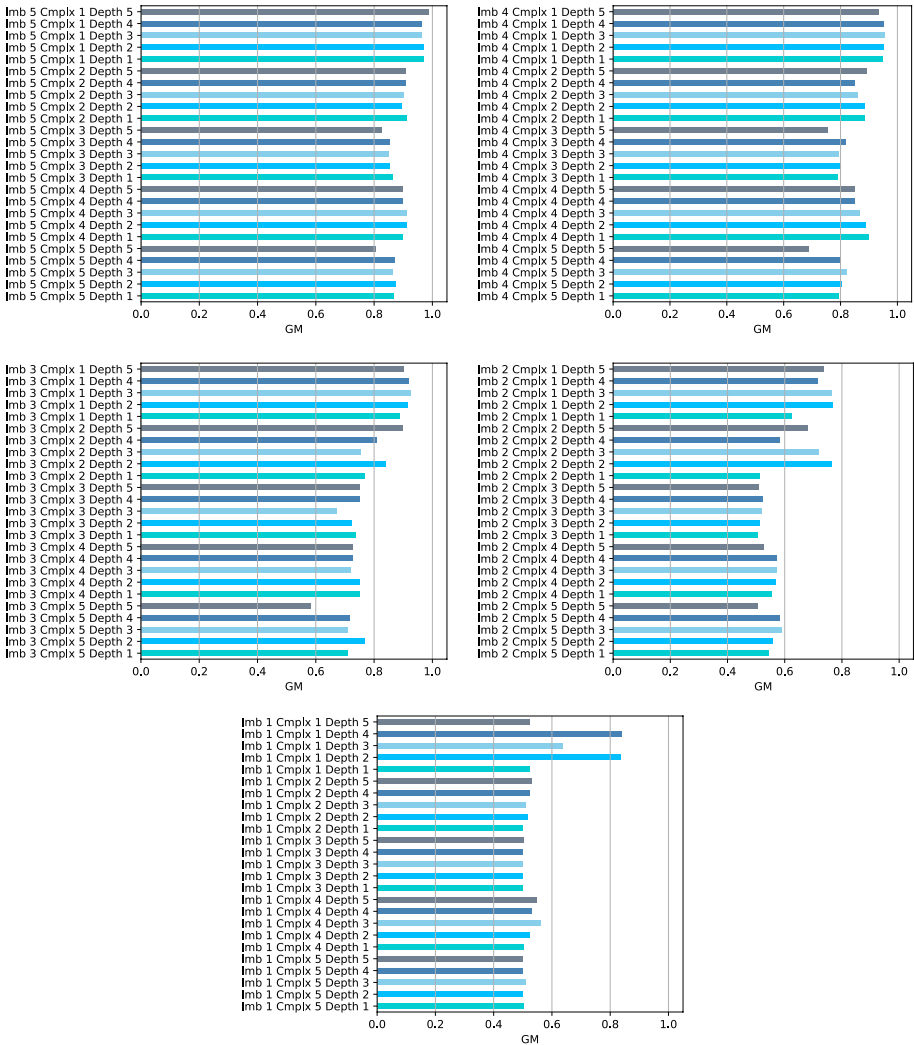 Imb 5 Cmplx 1 Depth 5
Imb 5 Cmplx 1 Depth 4
Imb 5 Cmplx 1 Depth 3
Imb 5 Cmplx 1 Depth 2
Imb 5 Cmplx 1 Depth 1
Imb 5 Cmplx 2 Depth 5
Imb 5 Cmplx 2 Depth 4
Imb 5 Cmplx 2 Depth 3
Imb 5 Cmplx 2 Depth 2
Imb 5 Cmplx 2 Depth 1
Imb 5 Cmplx 3 Depth 5
Imb 5 Cmplx 3 Depth 4
Imb 5 Cmplx 3 Depth 3
Imb 5 Cmplx 3 Depth 2
Imb 5 Cmplx 3 Depth 1
Imb 5 Cmplx 4 Depth 5
Imb 5 Cmplx 4 Depth 4
Imb 5 Cmplx 4 Depth 3
Imb 5 Cmplx 4 Depth 2
Imb 5 Cmplx 4 Depth 1
Imb 5 Cmplx 5 Depth 5
Imb 5 Cmplx 5 Depth 4
Imb 5 Cmplx 5 Depth 3
Imb 5 Cmplx 5 Depth 2
Imb 5 Cmplx 5 Depth 1
0.0 0.2 0.4 0.6 0.8 1.0
GM
Imb 4 Cmplx 1 Depth 5
Imb 4 Cmplx 1 Depth 4
Imb 4 Cmplx 1 Depth 3
Imb 4 Cmplx 1 Depth 2
Imb 4 Cmplx 1 Depth 1
Imb 4 Cmplx 2 Depth 5
Imb 4 Cmplx 2 Depth 4
Imb 4 Cmplx 2 Depth 3
Imb 4 Cmplx 2 Depth 2
Imb 4 Cmplx 2 Depth 1
Imb 4 Cmplx 3 Depth 5
Imb 4 Cmplx 3 Depth 4
Imb 4 Cmplx 3 Depth 3
Imb 4 Cmplx 3 Depth 2
Imb 4 Cmplx 3 Depth 1
Imb 4 Cmplx 4 Depth 5
Imb 4 Cmplx 4 Depth 4
Imb 4 Cmplx 4 Depth 3
Imb 4 Cmplx 4 Depth 2
Imb 4 Cmplx 4 Depth 1
Imb 4 Cmplx 5 Depth 5
Imb 4 Cmplx 5 Depth 4
Imb 4 Cmplx 5 Depth 3
Imb 4 Cmplx 5 Depth 2
Imb 4 Cmplx 5 Depth 1
0.0 0.2 0.4 0.6 0.8 1.0
GM
Imb 3 Cmplx 1 Depth 5
Imb 3 Cmplx 1 Depth 4
Imb 3 Cmplx 1 Depth 3
Imb 3 Cmplx 1 Depth 2
Imb 3 Cmplx 1 Depth 1
Imb 3 Cmplx 2 Depth 5
Imb 3 Cmplx 2 Depth 4
Imb 3 Cmplx 2 Depth 3
Imb 3 Cmplx 2 Depth 2
Imb 3 Cmplx 2 Depth 1
Imb 3 Cmplx 3 Depth 5
Imb 3 Cmplx 3 Depth 4
Imb 3 Cmplx 3 Depth 3
Imb 3 Cmplx 3 Depth 2
Imb 3 Cmplx 3 Depth 1
Imb 3 Cmplx 4 Depth 5
Imb 3 Cmplx 4 Depth 4
Imb 3 Cmplx 4 Depth 3
Imb 3 Cmplx 4 Depth 2
Imb 3 Cmplx 4 Depth 1
Imb 3 Cmplx 5 Depth 5
Imb 3 Cmplx 5 Depth 4
Imb 3 Cmplx 5 Depth 3
Imb 3 Cmplx 5 Depth 2
Imb 3 Cmplx 5 Depth 1
0.0 0.2 0.4 0.6 0.8 1.0
GM
Imb 2 Cmplx 1 Depth 5
Imb 2 Cmplx 1 Depth 4
Imb 2 Cmplx 1 Depth 3
Imb 2 Cmplx 1 Depth 2
Imb 2 Cmplx 1 Depth 1
Imb 2 Cmplx 2 Depth 5
Imb 2 Cmplx 2 Depth 4
Imb 2 Cmplx 2 Depth 3
Imb 2 Cmplx 2 Depth 2
Imb 2 Cmplx 2 Depth 1
Imb 2 Cmplx 3 Depth 5
Imb 2 Cmplx 3 Depth 4
Imb 2 Cmplx 3 Depth 3
Imb 2 Cmplx 3 Depth 2
Imb 2 Cmplx 3 Depth 1
Imb 2 Cmplx 4 Depth 5
Imb 2 Cmplx 4 Depth 4
Imb 2 Cmplx 4 Depth 3
Imb 2 Cmplx 4 Depth 2
Imb 2 Cmplx 4 Depth 1
Imb 2 Cmplx 5 Depth 5
Imb 2 Cmplx 5 Depth 4
Imb 2 Cmplx 5 Depth 3
Imb 2 Cmplx 5 Depth 2
Imb 2 Cmplx 5 Depth 1
0.0 0.2 0.4 0.6 0.8 1.0
GM
Imb 1 Cmplx 1 Depth 5
Imb 1 Cmplx 1 Depth 4
Imb 1 Cmplx 1 Depth 3
Imb 1 Cmplx 1 Depth 2
Imb 1 Cmplx 1 Depth 1
Imb 1 Cmplx 2 Depth 5
Imb 1 Cmplx 2 Depth 4
Imb 1 Cmplx 2 Depth 3
Imb 1 Cmplx 2 Depth 2
Imb 1 Cmplx 2 Depth 1
Imb 1 Cmplx 3 Depth 5
Imb 1 Cmplx 3 Depth 4
Imb 1 Cmplx 3 Depth 3
Imb 1 Cmplx 3 Depth 2
Imb 1 Cmplx 3 Depth 1
Imb 1 Cmplx 4 Depth 5
Imb 1 Cmplx 4 Depth 4
Imb 1 Cmplx 4 Depth 3
Imb 1 Cmplx 4 Depth 2
Imb 1 Cmplx 4 Depth 1
Imb 1 Cmplx 5 Depth 5
Imb 1 Cmplx 5 Depth 4
Imb 1 Cmplx 5 Depth 3
Imb 1 Cmplx 5 Depth 2
Imb 1 Cmplx 5 Depth 1
0.0 0.2 0.4 0.6 0.8 1.0
GM